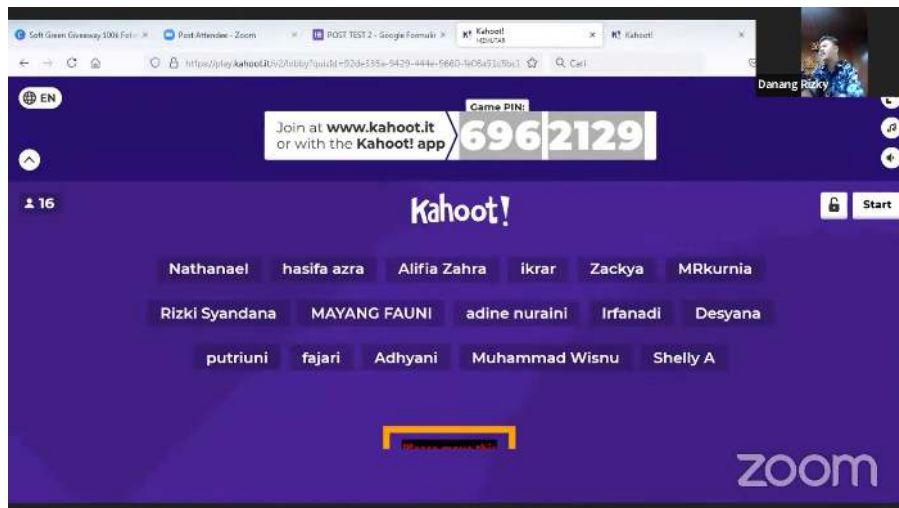 Soft Green Giveaway 100k
Post Attendee - Zoom
POST TEST 2 - Google Formulir
Kahoot!
Kahoot!
Cari
Danang Rizky
EN
Game PIN:
Join at www.kahoot.it
or with the Kahoot! app
696 2129
16
Kahoot!
Start
Nathanael hasifa azra Alifia Zahra ikrar Zackya MRkurnia
Rizki Syandana MAYANG FAUNI adine nuraini Irfanadi Desyana
putriuni fajari Adhyani Muhammad Wisnu Shelly A
zoom